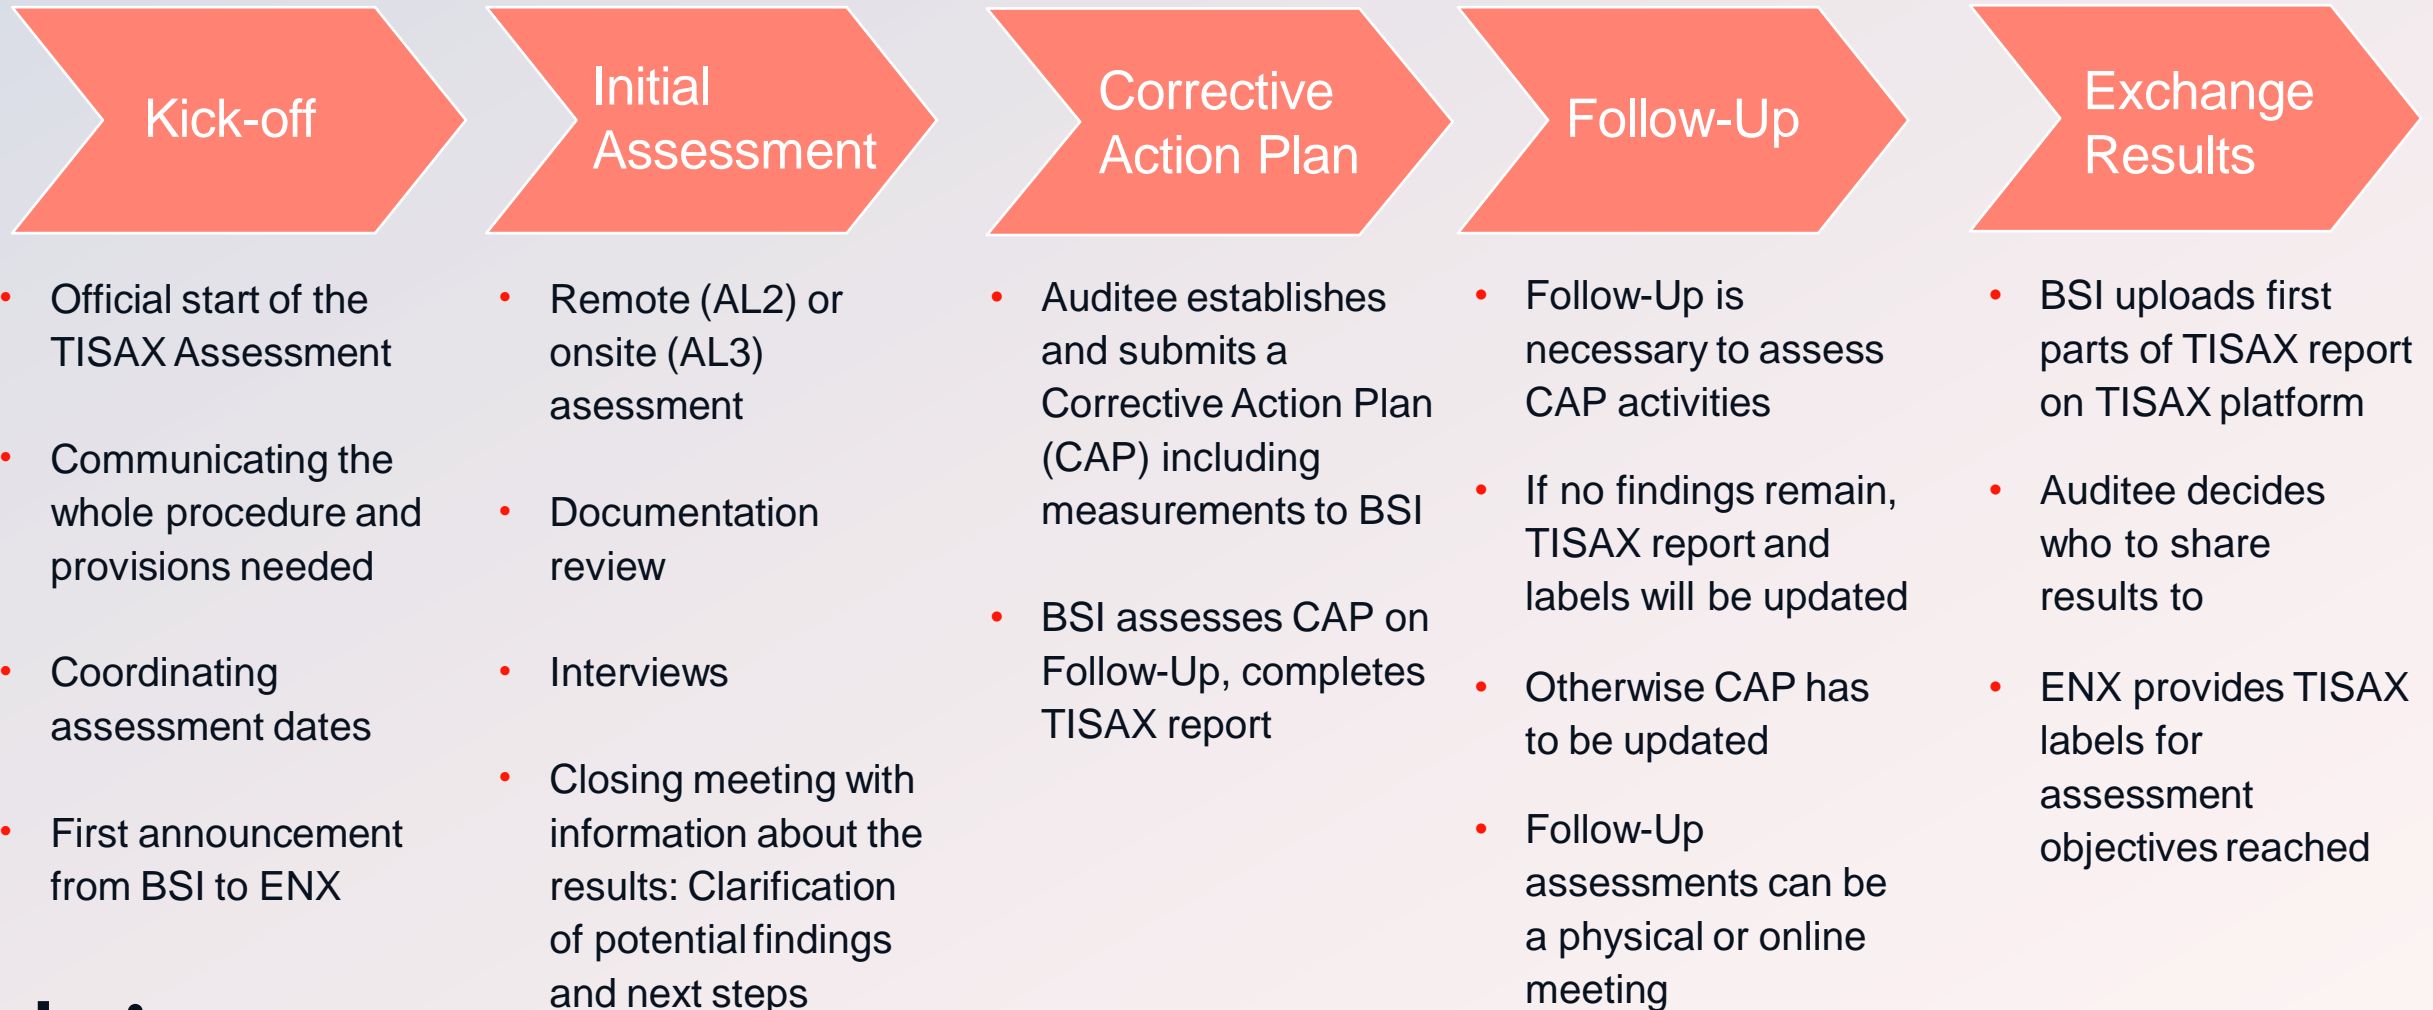 Kick-off
Initial
Assessment
Corrective
Action Plan
Follow-Up
Exchange
Results
Official start of the
TISAX Assessment
Communicating the
whole procedure and
provisions needed
Coordinating
assessment dates
First announcement
from BSI to ENX
Remote (AL2) or
onsite (AL3)
asessment
Documentation
review
Interviews
Closing meeting with
information about the
results: Clarification
of potential findings
and next steps
Auditee establishes
and submits a
Corrective Action Plan
(CAP) including
measurements to BSI
BSI assesses CAP on
Follow-Up, completes
TISAX report
Follow-Up is
necessary to assess
CAP activities
If no findings remain,
TISAX report and
labels will be updated
Otherwise CAP has
to be updated
Follow-Up
assessments can be
a physical or online
meeting
BSI uploads first
parts of TISAX report
on TISAX platform
Auditee decides
who to share
results to
ENX provides TISAX
labels for
assessment
objectives reached